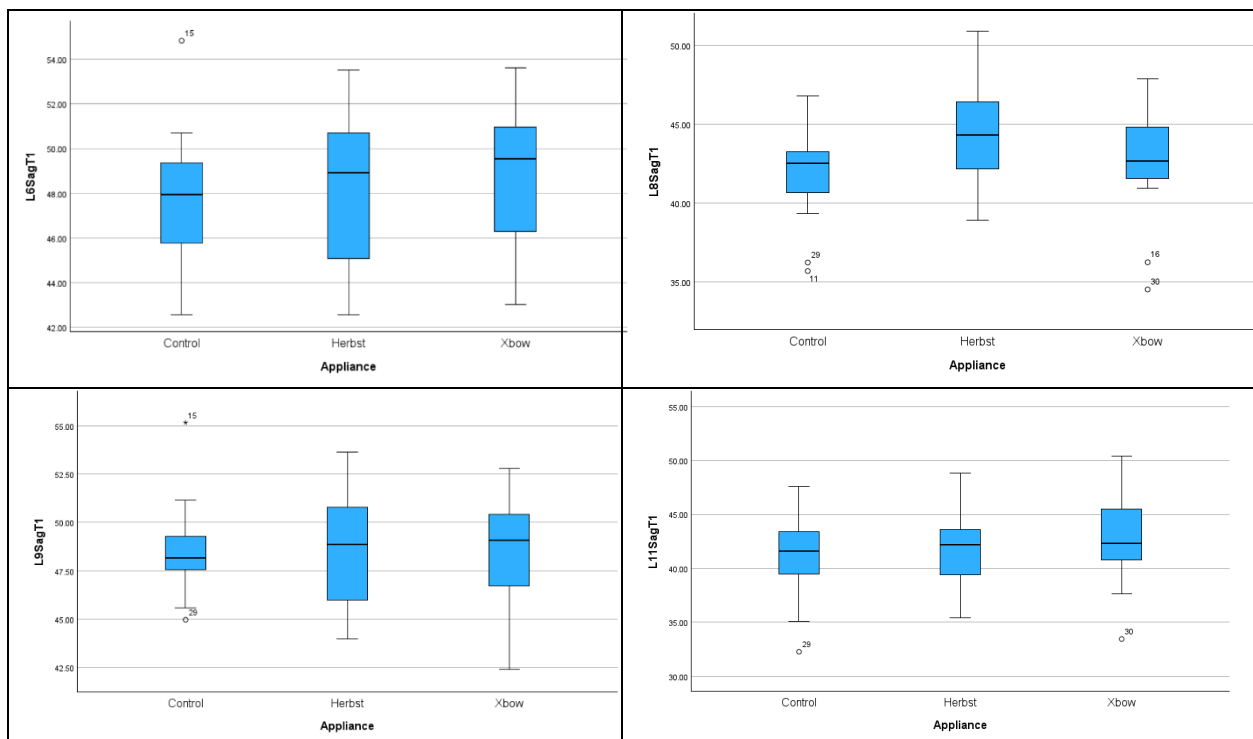 15
54.00
52.00
50.00
48.00
46.00
44.00
42.00
L6SagT1
Control Herbst Xbow
Appliance
50.00
45.00
40.00
35.00
L8SagT1
29
11
16
30
Control Herbst Xbow
Appliance
15
55.00
52.50
50.00
47.50
45.00
42.50
L9SagT1
29
Control Herbst Xbow
Appliance
55.00
50.00
45.00
40.00
35.00
30.00
L11SagT1
29
30
Control Herbst Xbow
Appliance